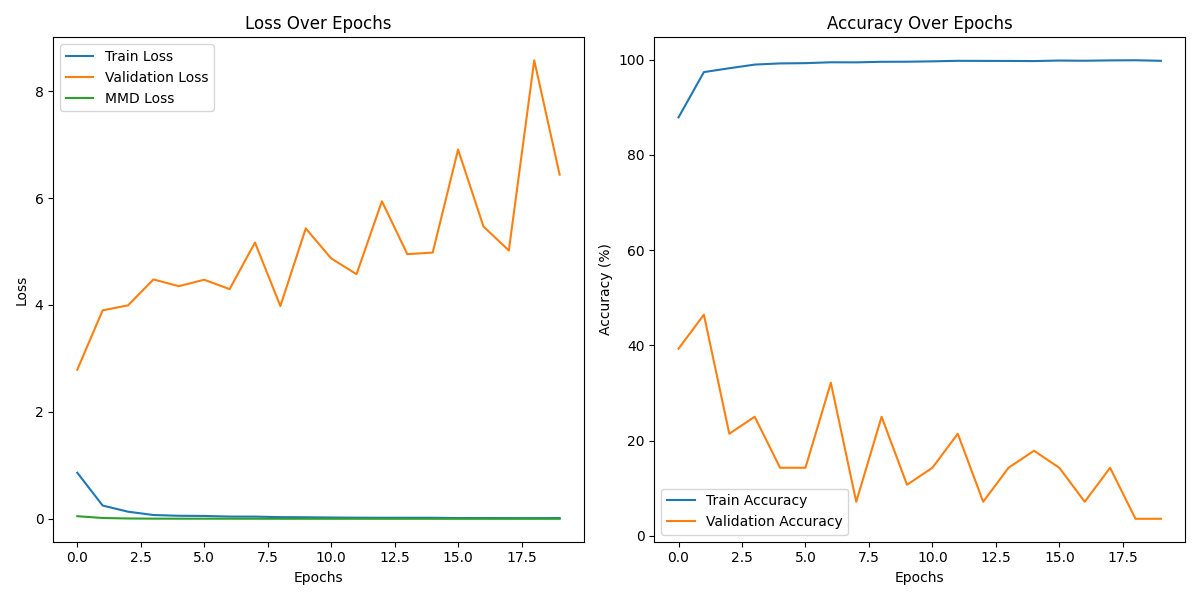 Loss Over Epochs
Train Loss
Validation Loss
MMD Loss
8
6
4
2
0
Loss
0.0 2.5 5.0 7.5 10.0 12.5 15.0 17.5
Epochs
Accuracy Over Epochs
100
80
60
40
20
0
Accuracy (%)
Train Accuracy
Validation Accuracy
0.0 2.5 5.0 7.5 10.0 12.5 15.0 17.5
Epochs